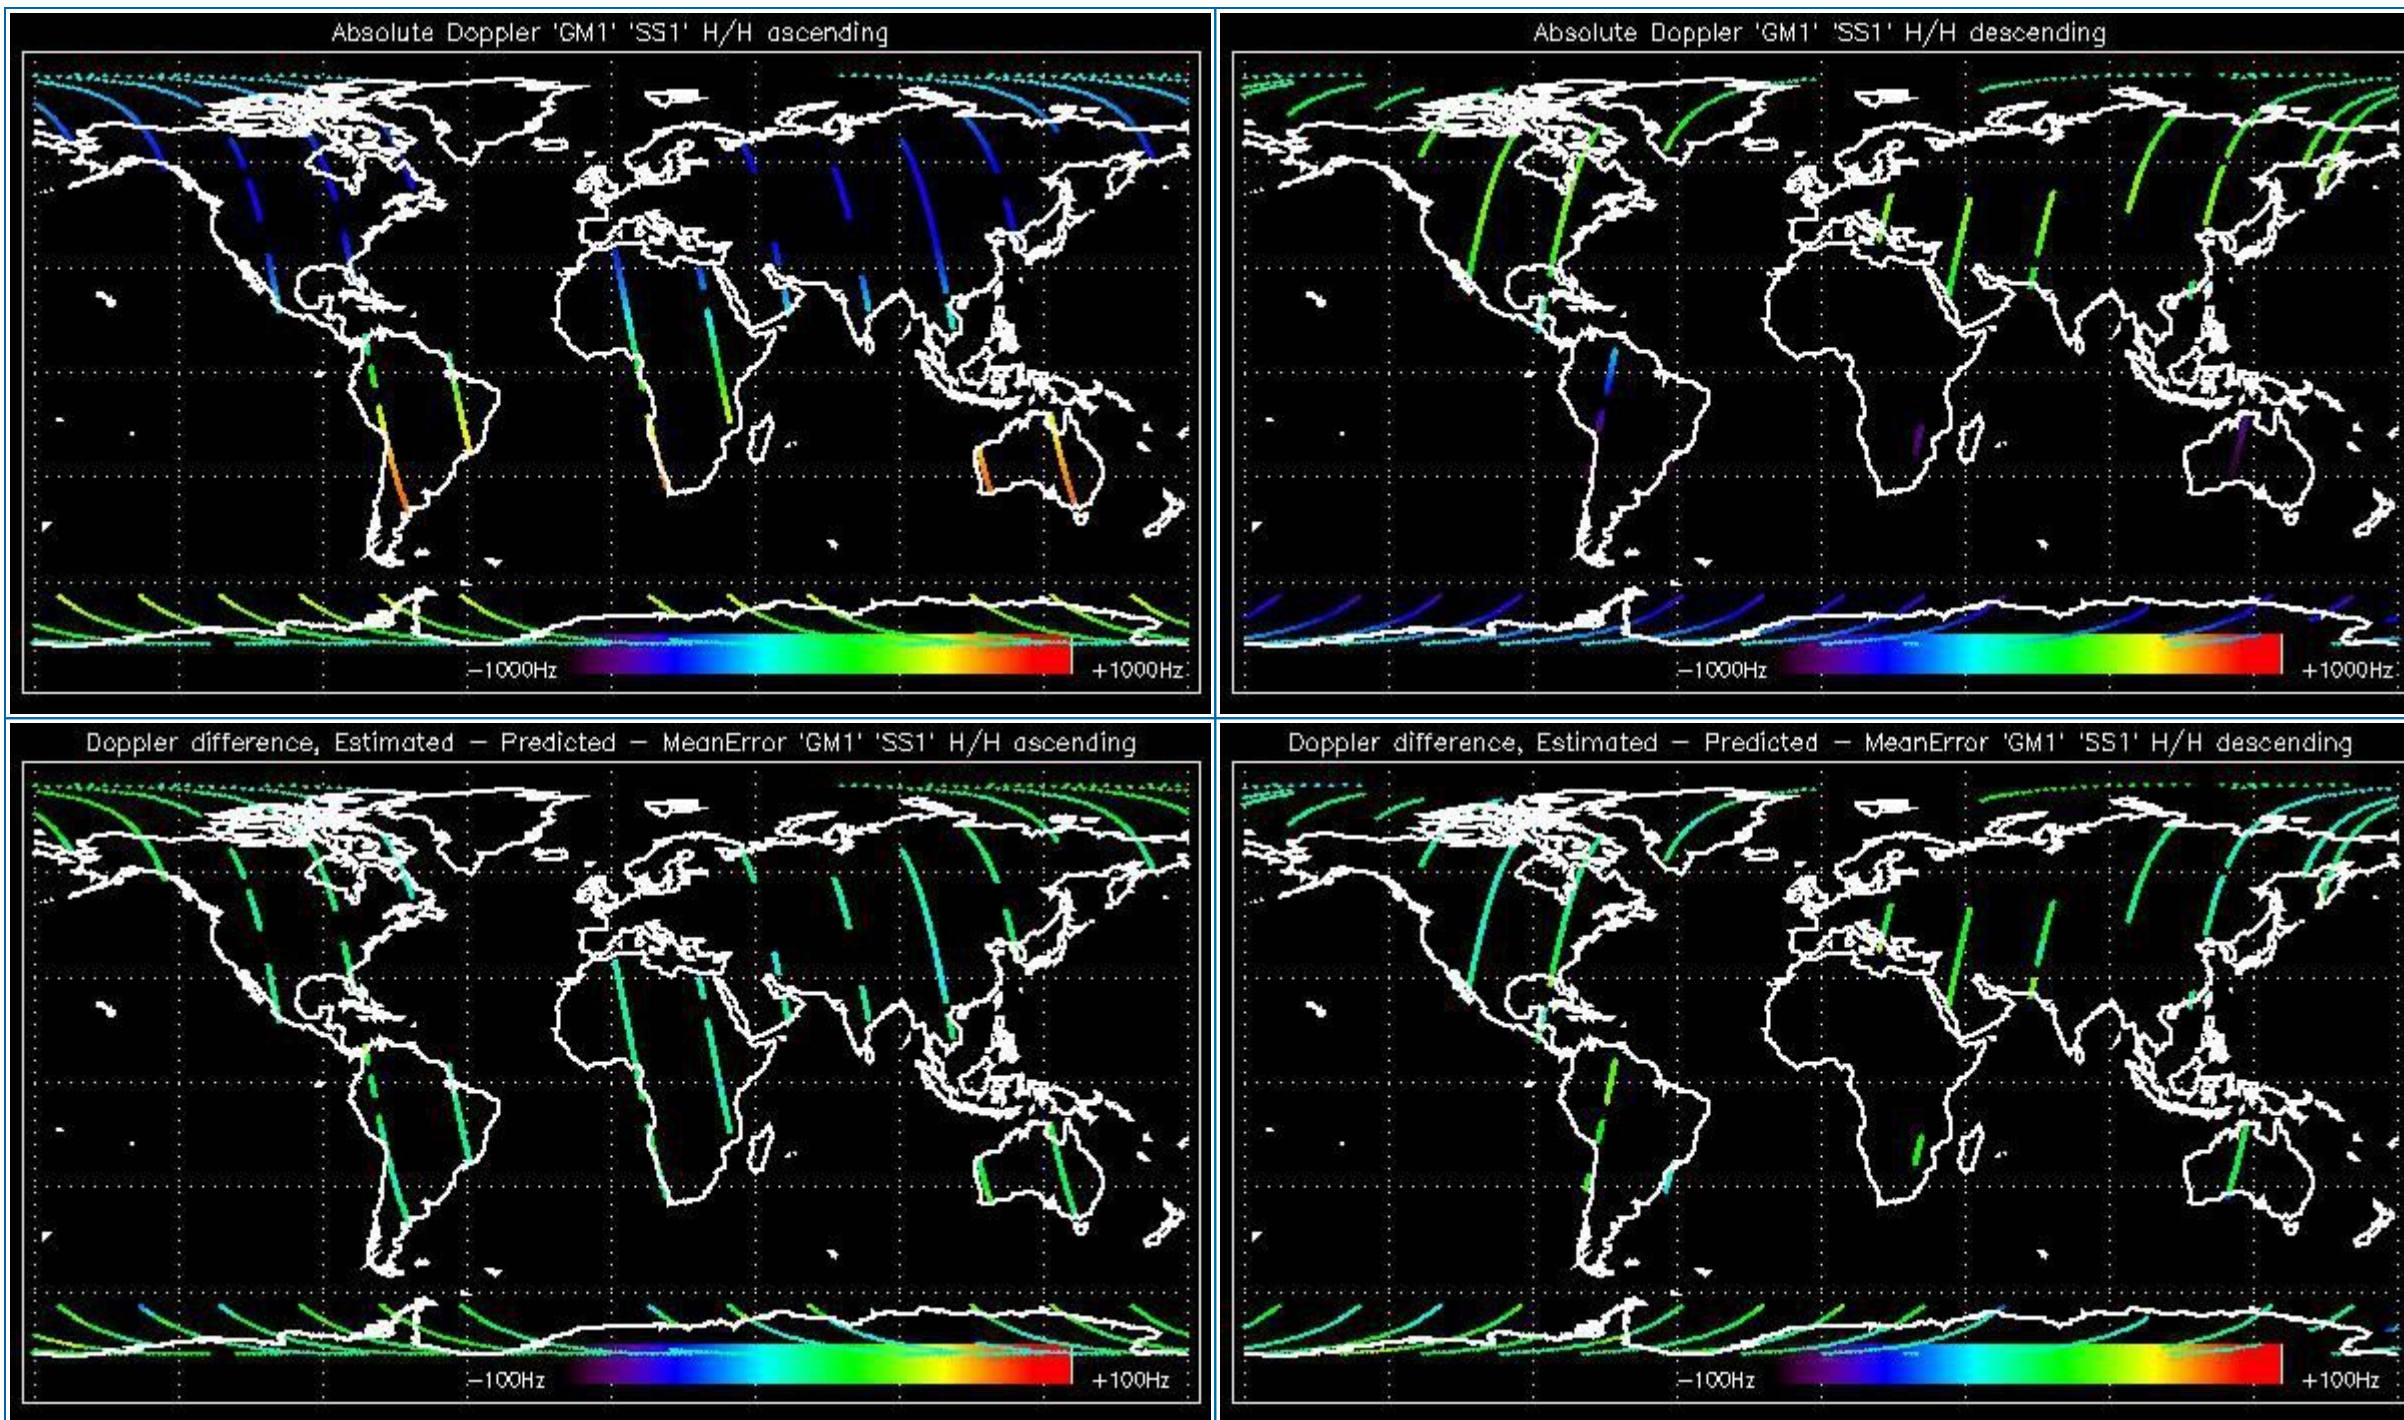 Absolute Doppler 'GM1' 'SS1' H/H ascending
−1000Hz
+1000Hz
Absolute Doppler 'GM1' 'SS1' H/H descending
−1000Hz
+1000Hz
Doppler difference, Estimated − Predicted − MeanError 'GM1' 'SS1' H/H ascending
−100Hz
+100Hz
Doppler difference, Estimated − Predicted − MeanError 'GM1' 'SS1' H/H descending
−100Hz
+100Hz